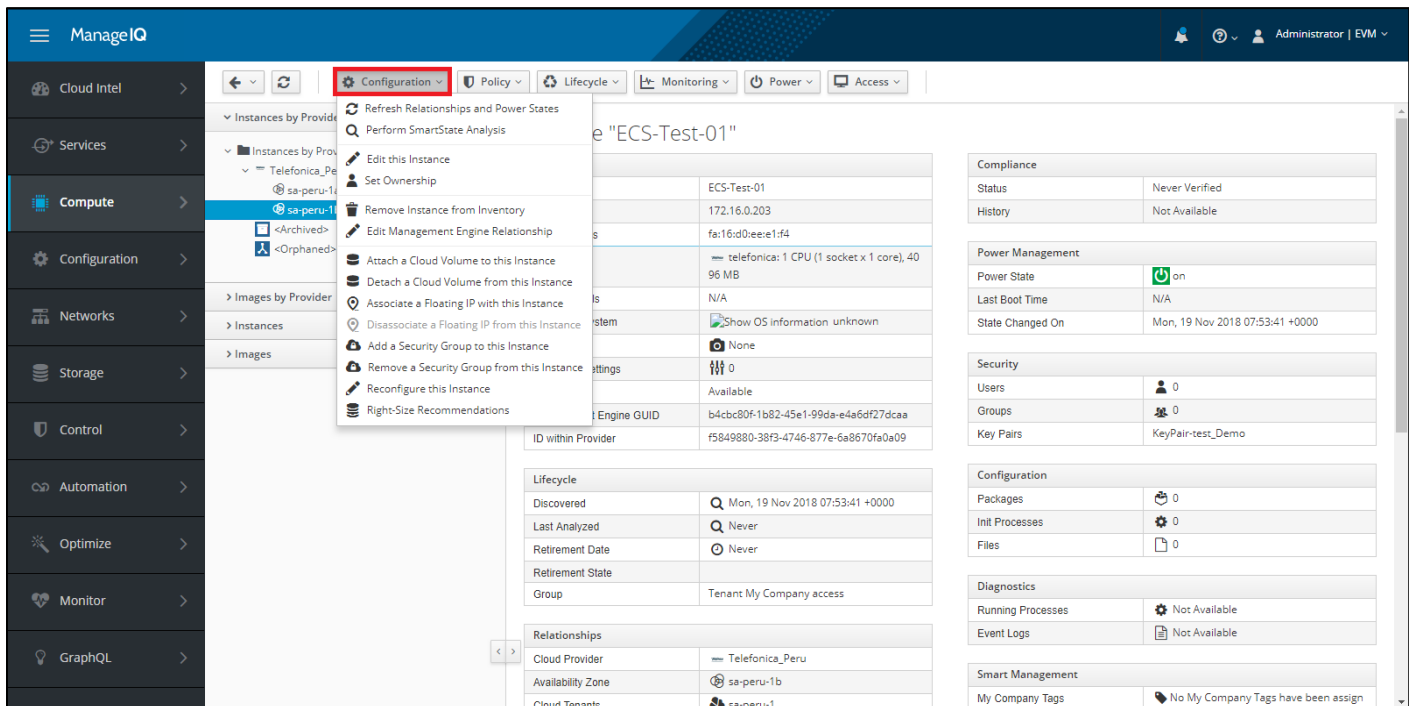 ManageIQ
Administrator | EVM
Cloud Intel
Services
Compute
Configuration
Networks
Storage
Control
Automation
Optimize
Monitor
GraphQL
Configuration Policy Lifecycle Monitoring Power Access
Refresh Relationships and Power States
Perform SmartState Analysis
Edit this Instance
Set Ownership
Remove Instance from Inventory
Edit Management Engine Relationship
Attach a Cloud Volume to this Instance
Detach a Cloud Volume from this Instance
Associate a Floating IP with this Instance
Disassociate a Floating IP from this Instance
Add a Security Group to this Instance
Remove a Security Group from this Instance
Reconfigure this Instance
Right-Size Recommendations
Instances by Provide
Instances by Prov
Telefonica_Pe
sa-peru-1a
sa-peru-1b
<Archived>
<Orphaned>
Images by Provider
Instances
Images
e "ECS-Test-01"
ECS-Test-01
172.16.0.203
s fa:16:d0:ee:e1:f4
telefonica: 1 CPU (1 socket x 1 core), 40
96 MB
ls N/A
stem Show OS information unknown
None
ettings 0
Available
t Engine GUID b4cbc80f-1b82-45e1-99da-e4a6df27dcaa
ID within Provider f5849880-38f3-4746-877e-6a8670fa0a09
Lifecycle
Discovered Mon, 19 Nov 2018 07:53:41 +0000
Last Analyzed Never
Retirement Date Never
Retirement State
Group Tenant My Company access
Relationships
Cloud Provider Telefonica_Peru
Availability Zone sa-peru-1b
Cloud Tenants sa-peru-1
Compliance
Status Never Verified
History Not Available
Power Management
Power State on
Last Boot Time N/A
State Changed On Mon, 19 Nov 2018 07:53:41 +0000
Security
Users 0
Groups 0
Key Pairs KeyPair-test_Demo
Configuration
Packages 0
Init Processes 0
Files 0
Diagnostics
Running Processes Not Available
Event Logs Not Available
Smart Management
My Company Tags No My Company Tags have been assign